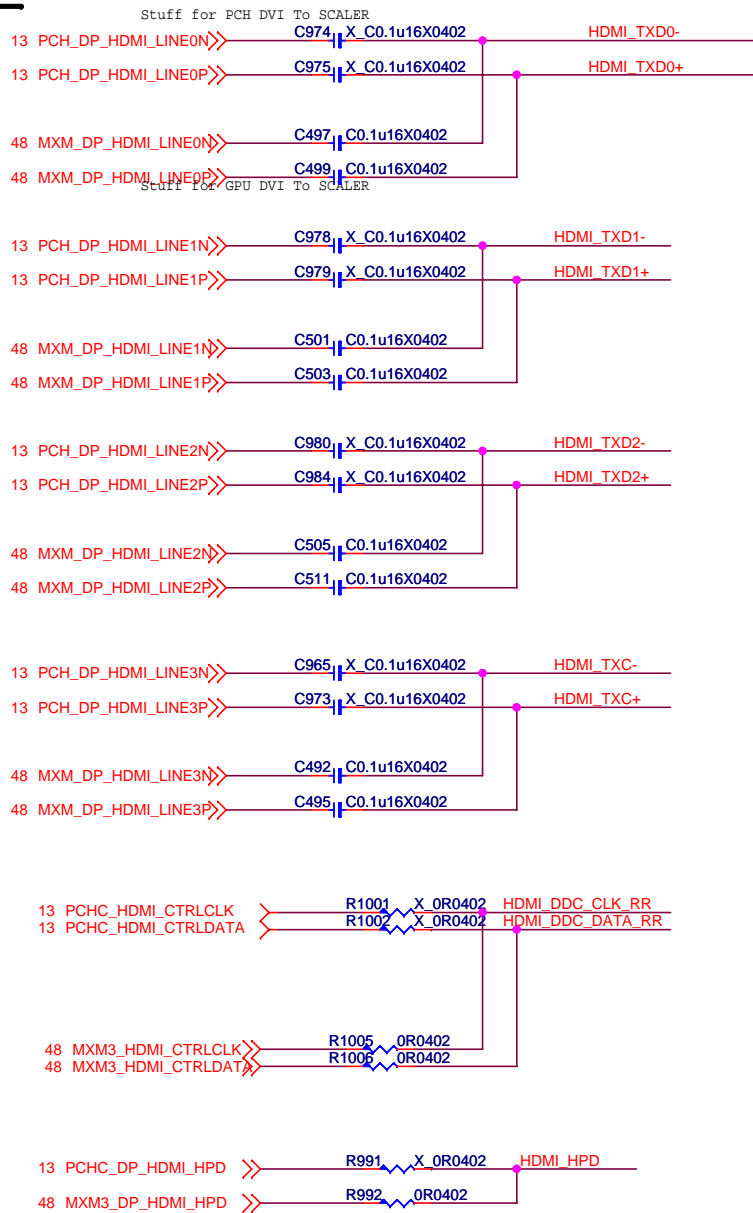 Stuff for PCH DVI To SCALER
13 PCH_DP_HDMI_LINE0N C974 X_C0.1u16X0402 HDMI_TXD0-
13 PCH_DP_HDMI_LINE0P C975 X_C0.1u16X0402 HDMI_TXD0+
48 MXM_DP_HDMI_LINE0N C497 C0.1u16X0402
48 MXM_DP_HDMI_LINE0P C499 C0.1u16X0402
Stuff for GPU DVI To SCALER
13 PCH_DP_HDMI_LINE1N C978 X_C0.1u16X0402 HDMI_TXD1-
13 PCH_DP_HDMI_LINE1P C979 X_C0.1u16X0402 HDMI_TXD1+
48 MXM_DP_HDMI_LINE1N C501 C0.1u16X0402
48 MXM_DP_HDMI_LINE1P C503 C0.1u16X0402
13 PCH_DP_HDMI_LINE2N C980 X_C0.1u16X0402 HDMI_TXD2-
13 PCH_DP_HDMI_LINE2P C984 X_C0.1u16X0402 HDMI_TXD2+
48 MXM_DP_HDMI_LINE2N C505 C0.1u16X0402
48 MXM_DP_HDMI_LINE2P C511 C0.1u16X0402
13 PCH_DP_HDMI_LINE3N C965 X_C0.1u16X0402 HDMI_TXC-
13 PCH_DP_HDMI_LINE3P C973 X_C0.1u16X0402 HDMI_TXC+
48 MXM_DP_HDMI_LINE3N C492 C0.1u16X0402
48 MXM_DP_HDMI_LINE3P C495 C0.1u16X0402
13 PCHC_HDMI_CTRLCLK R1001 X_0R0402 HDMI_DDC_CLK_RR
13 PCHC_HDMI_CTRLDATA R1002 X_0R0402 HDMI_DDC_DATA_RR
48 MXM3_HDMI_CTRLCLK R1005 0R0402
48 MXM3_HDMI_CTRLDATA R1006 0R0402
13 PCHC_DP_HDMI_HPD R991 X_0R0402 HDMI_HPD
48 MXM3_DP_HDMI_HPD R992 0R0402